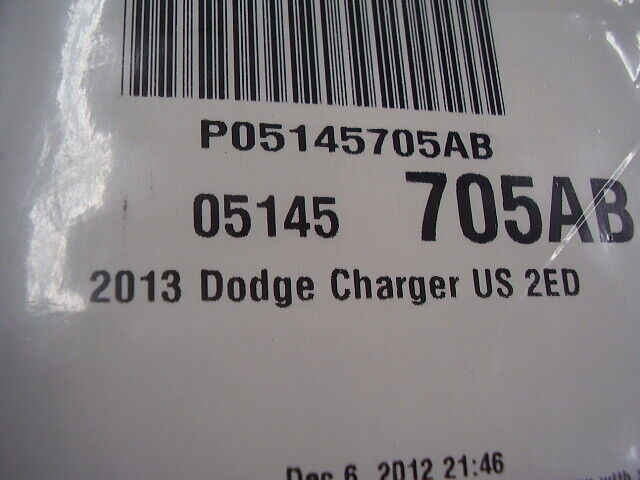 P05145705AB
05145 705AB
2013 Dodge Charger US 2ED
Dec 6, 2012 21:46